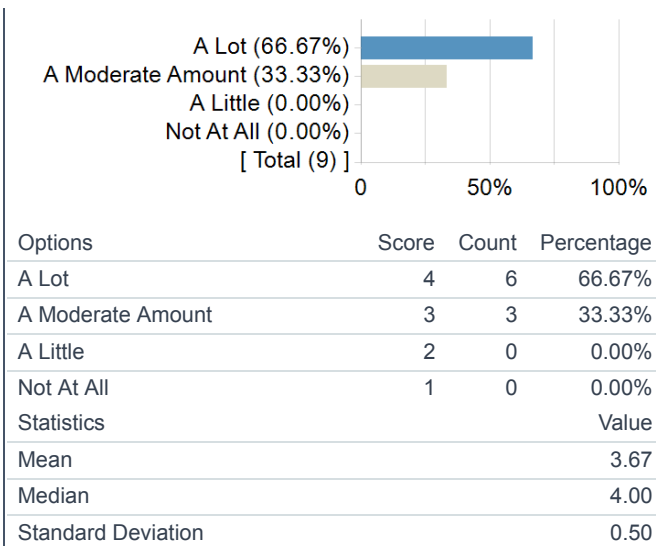 A Lot (66.67%)
A Moderate Amount (33.33%)
A Little (0.00%)
Not At All (0.00%)
[ Total (9) ]
0 50% 100%
Options Score Count Percentage
A Lot 4 6 66.67%
A Moderate Amount 3 3 33.33%
A Little 2 0 0.00%
Not At All 1 0 0.00%
Statistics Value
Mean 3.67
Median 4.00
Standard Deviation 0.50